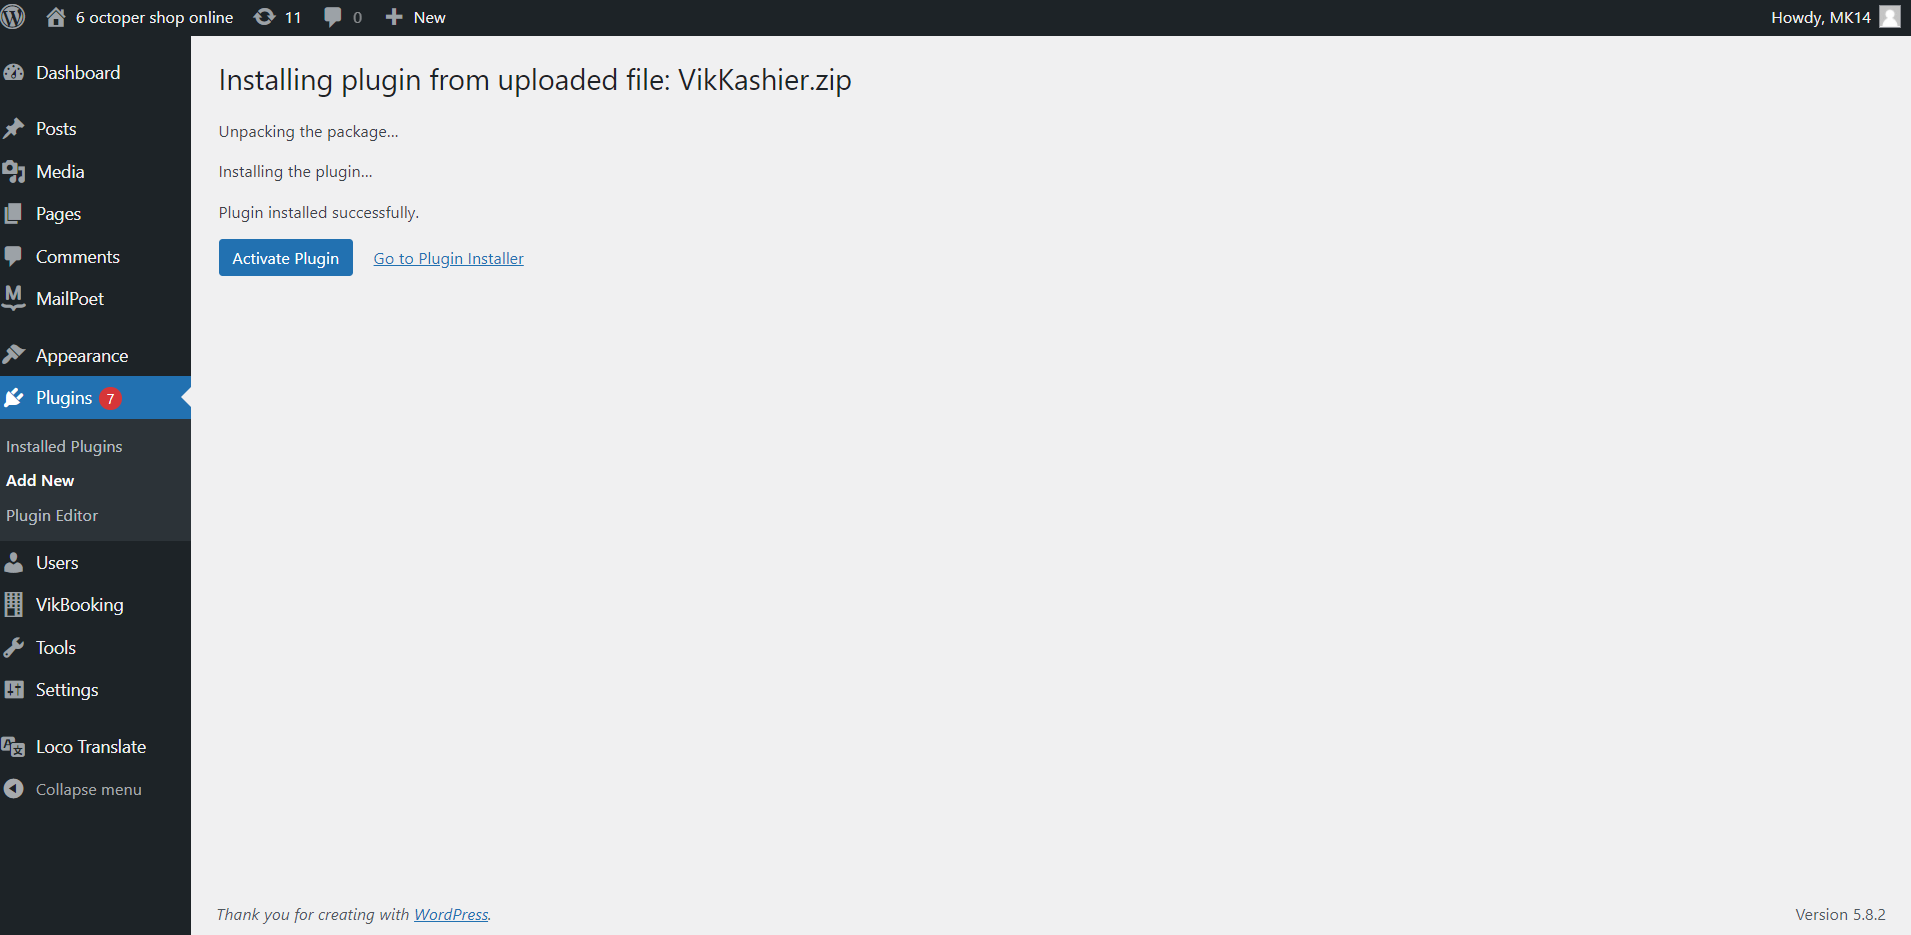 6 octoper shop online 11 0 New Howdy, MK14
Dashboard
Posts
Media
Pages
Comments
MailPoet
Appearance
Plugins 7
Installed Plugins
Add New
Plugin Editor
Users
VikBooking
Tools
Settings
Loco Translate
Collapse menu
Installing plugin from uploaded file: VikKashier.zip
Unpacking the package...
Installing the plugin...
Plugin installed successfully.
Activate Plugin Go to Plugin Installer
Thank you for creating with WordPress. Version 5.8.2